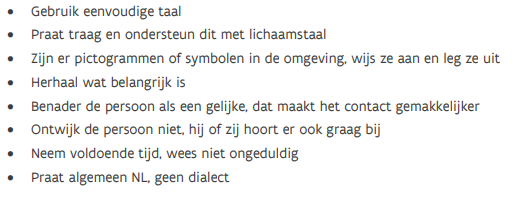 • Gebruik eenvoudige taal
• Praat traag en ondersteun dit met lichaamstaal
• Zijn er pictogrammen of symbolen in de omgeving, wijs ze aan en leg ze uit
• Herhaal wat belangrijk is
• Benader de persoon als een gelijke, dat maakt het contact gemakkelijker
• Ontwijk de persoon niet, hij of zij hoort er ook graag bij
• Neem voldoende tijd, wees niet ongeduldig
• Praat algemeen NL, geen dialect